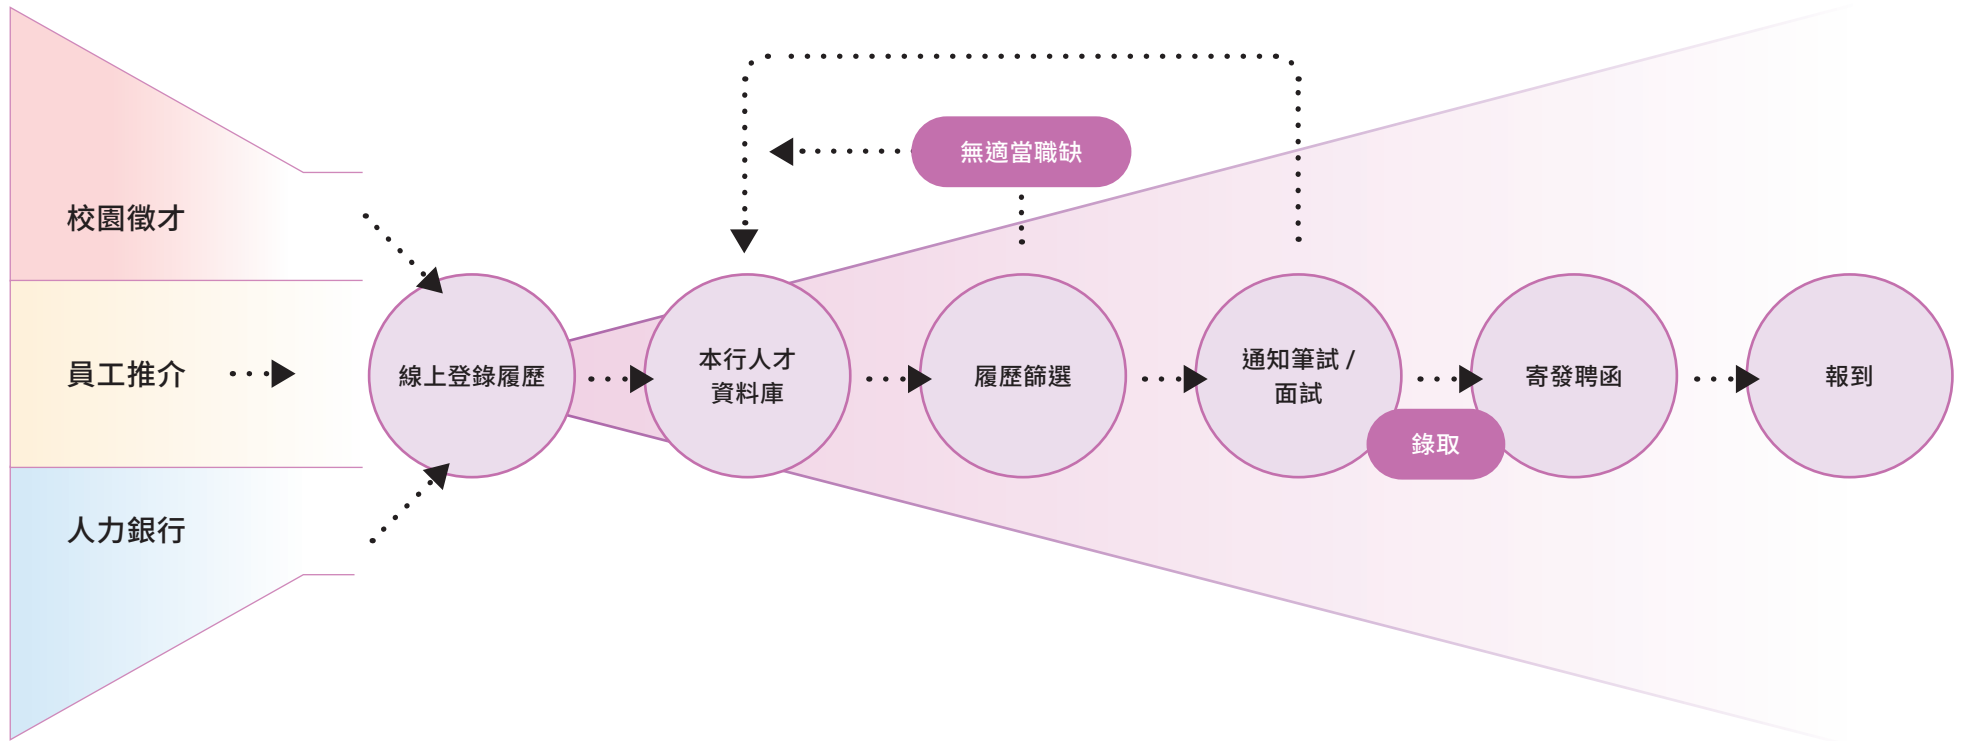 校園徵才
員工推介
人力銀行
線上登錄履歷
本行人才
資料庫
履歷篩選
無適當職缺
通知筆試 /
面試
錄取
寄發聘函
報到